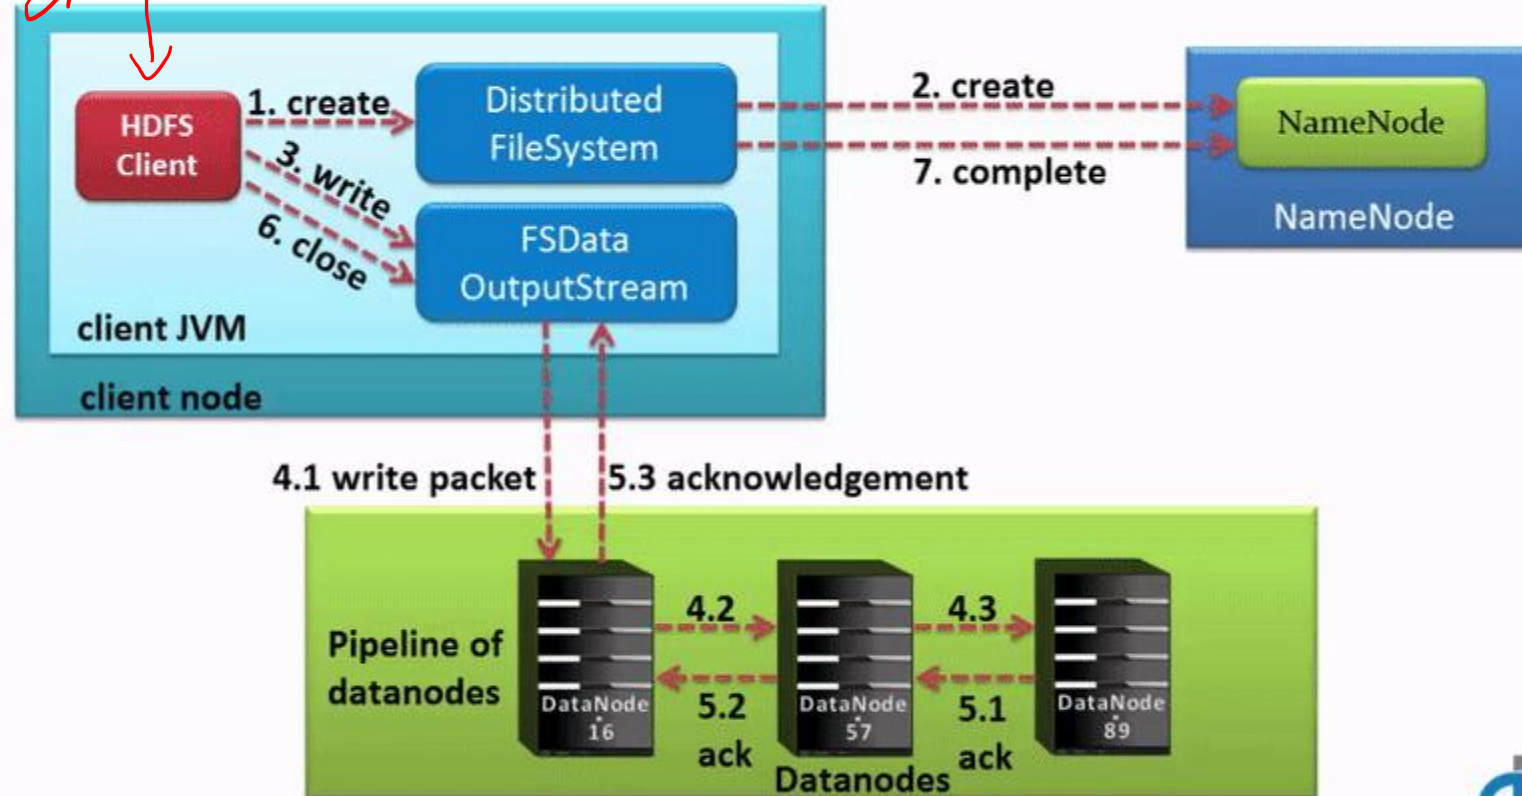 HDFS
Client
1. create
3. write
6. close
Distributed
FileSystem
FSData
OutputStream
client JVM
client node
2. create
7. complete
NameNode
NameNode
4.1 write packet
5.3 acknowledgement
Pipeline of
datanodes
DataNode
16
4.2
5.2
ack
DataNode
57
4.3
5.1
ack
DataNode
89
Datanodes